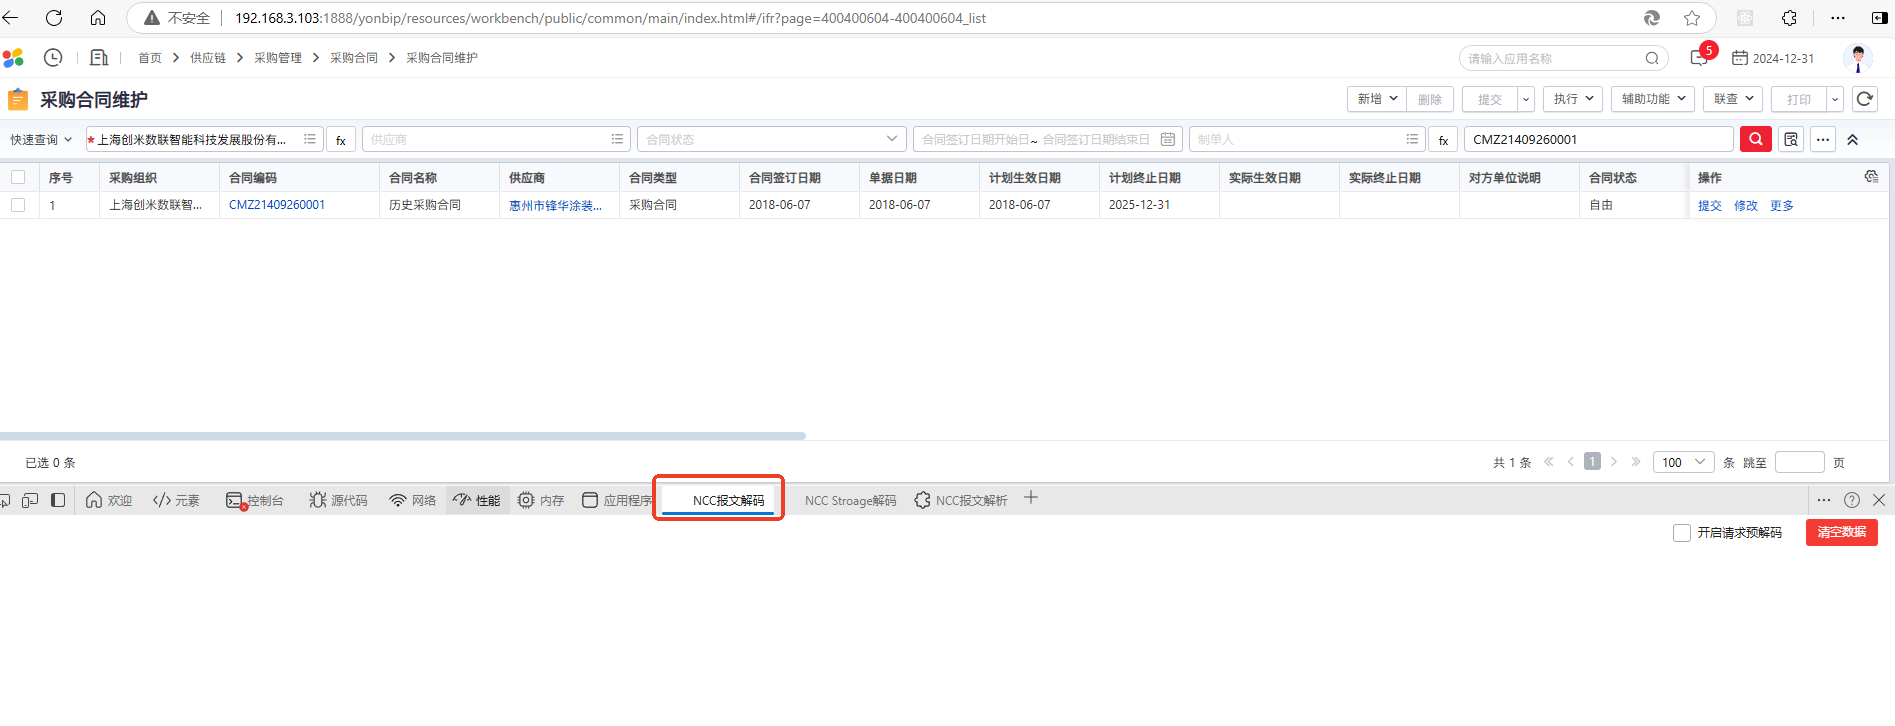 不安全 192.168.3.103:1888/yonbip/resources/workbench/public/common/main/index.html#/ifr?page=400400604-400400604_list
首页 供应链 采购管理 采购合同 采购合同维护 请输入应用名称 5 2024-12-31
采购合同维护 新增 删除 提交 执行 辅助功能 联查 打印
快速查询 *上海创米数联智能科技发展股份有... fx 供应商 合同状态 合同签订日期开始日~ 合同签订日期结束日 制单人 fx CMZ21409260001
序号 采购组织 合同编码 合同名称 供应商 合同类型 合同签订日期 单据日期 计划生效日期 计划终止日期 实际生效日期 实际终止日期 对方单位说明 合同状态 操作
1 上海创米数联智... CMZ21409260001 历史采购合同 惠州市锋华涂装... 采购合同 2018-06-07 2018-06-07 2018-06-07 2025-12-31 自由 提交 修改 更多
已选 0 条 共 1 条 1 100 条 跳至 页
欢迎 元素 控制台 源代码 网络 性能 内存 应用程序 NCC报文解码 NCC Stroage解码 NCC报文解析
开启请求预解码 清空数据